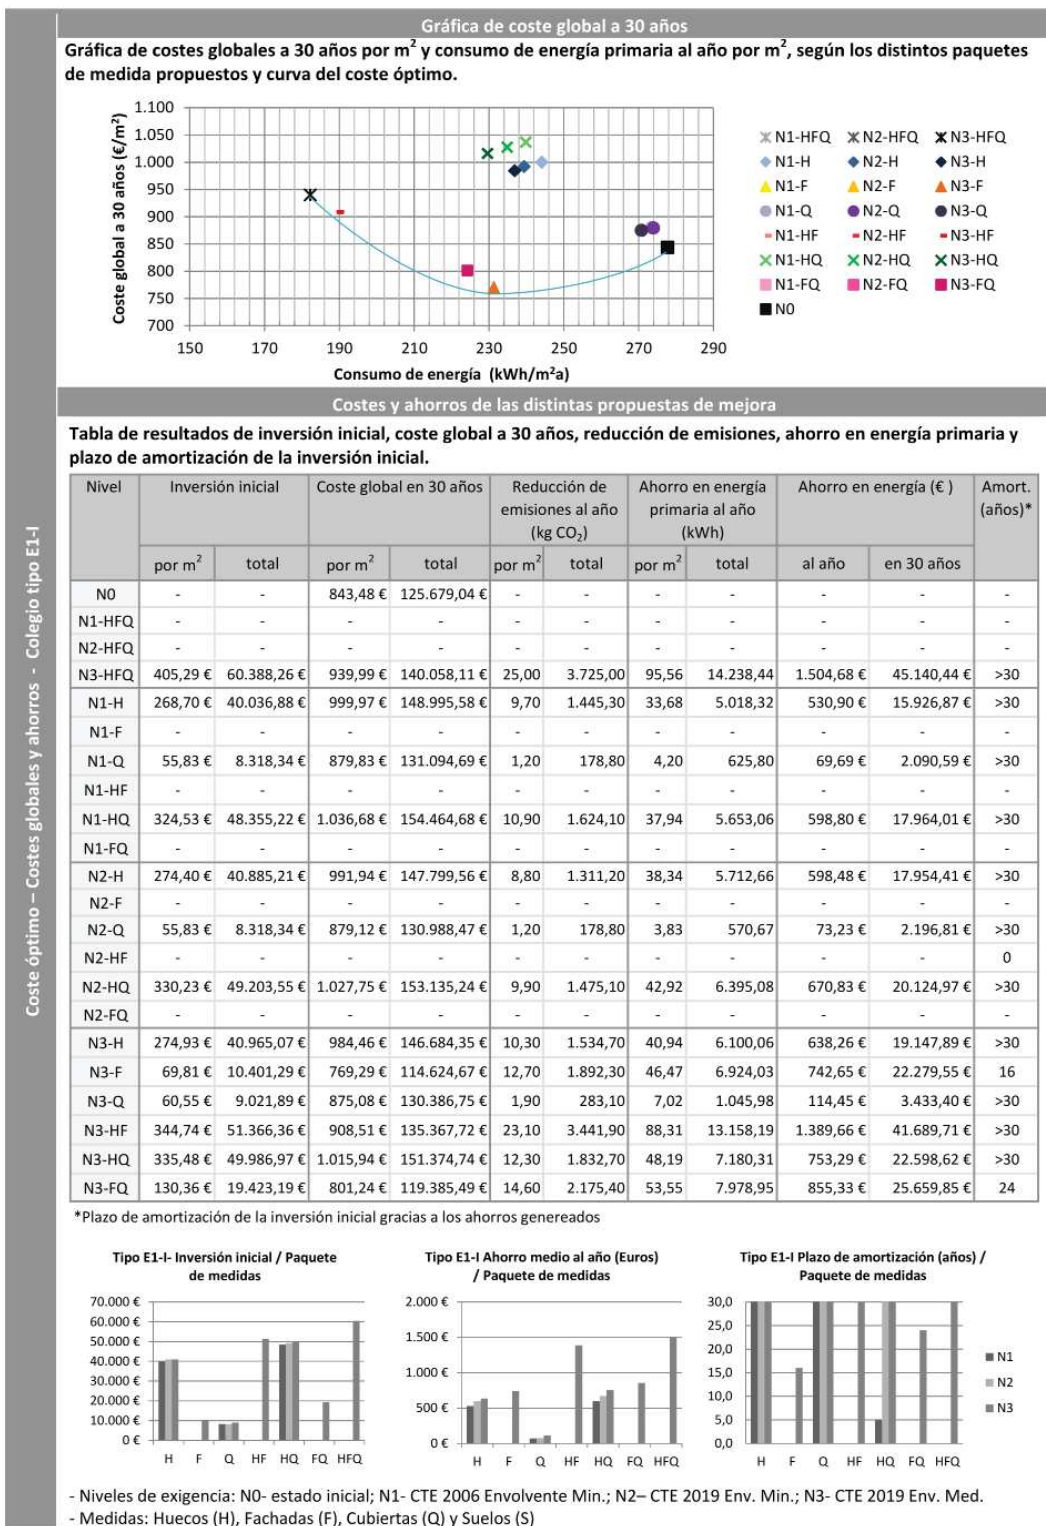 Gráfica de coste global a 30 años
Gráfica de costes globales a 30 años por m² y consumo de energía primaria al año por m², según los distintos paquetes
de medida propuestos y curva del coste óptimo.
Coste global a 30 años (€/m²)
1.100
1.050
1.000
950
900
850
800
750
700
150 170 190 210 230 250 270 290
Consumo de energía (kWh/m²a)
N1-HFQ N2-HFQ N3-HFQ
N1-H N2-H N3-H
N1-F N2-F N3-F
N1-Q N2-Q N3-Q
N1-HF N2-HF N3-HF
N1-HQ N2-HQ N3-HQ
N1-FQ N2-FQ N3-FQ
N0
Costes y ahorros de las distintas propuestas de mejora
Tabla de resultados de inversión inicial, coste global a 30 años, reducción de emisiones, ahorro en energía primaria y
plazo de amortización de la inversión inicial.
Nivel Inversión inicial Coste global en 30 años Reducción de emisiones al año (kg CO₂) Ahorro en energía primaria al año (kWh) Ahorro en energía (€ ) Amort. (años)*
por m² total por m² total por m² total por m² total al año en 30 años
N0 - - 843,48 € 125.679,04 € - - - - - - -
N1-HFQ - - - - - - - - - - -
N2-HFQ - - - - - - - - - - -
N3-HFQ 405,29 € 60.388,26 € 939,99 € 140.058,11 € 25,00 3.725,00 95,56 14.238,44 1.504,68 € 45.140,44 € >30
N1-H 268,70 € 40.036,88 € 999,97 € 148.995,58 € 9,70 1.445,30 33,68 5.018,32 530,90 € 15.926,87 € >30
N1-F - - - - - - - - - - -
N1-Q 55,83 € 8.318,34 € 879,83 € 131.094,69 € 1,20 178,80 4,20 625,80 69,69 € 2.090,59 € >30
N1-HF - - - - - - - - - - -
N1-HQ 324,53 € 48.355,22 € 1.036,68 € 154.464,68 € 10,90 1.624,10 37,94 5.653,06 598,80 € 17.964,01 € >30
N1-FQ - - - - - - - - - - -
N2-H 274,40 € 40.885,21 € 991,94 € 147.799,56 € 8,80 1.311,20 38,34 5.712,66 598,48 € 17.954,41 € >30
N2-F - - - - - - - - - - -
N2-Q 55,83 € 8.318,34 € 879,12 € 130.988,47 € 1,20 178,80 3,83 570,67 73,23 € 2.196,81 € >30
N2-HF - - - - - - - - - - 0
N2-HQ 330,23 € 49.203,55 € 1.027,75 € 153.135,24 € 9,90 1.475,10 42,92 6.395,08 670,83 € 20.124,97 € >30
N2-FQ - - - - - - - - - - -
N3-H 274,93 € 40.965,07 € 984,46 € 146.684,35 € 10,30 1.534,70 40,94 6.100,06 638,26 € 19.147,89 € >30
N3-F 69,81 € 10.401,29 € 769,29 € 114.624,67 € 12,70 1.892,30 46,47 6.924,03 742,65 € 22.279,55 € 16
N3-Q 60,55 € 9.021,89 € 875,08 € 130.386,75 € 1,90 283,10 7,02 1.045,98 114,45 € 3.433,40 € >30
N3-HF 344,74 € 51.366,36 € 908,51 € 135.367,72 € 23,10 3.441,90 88,31 13.158,19 1.389,66 € 41.689,71 € >30
N3-HQ 335,48 € 49.986,97 € 1.015,94 € 151.374,74 € 12,30 1.832,70 48,19 7.180,31 753,29 € 22.598,62 € >30
N3-FQ 130,36 € 19.423,19 € 801,24 € 119.385,49 € 14,60 2.175,40 53,55 7.978,95 855,33 € 25.659,85 € 24
*Plazo de amortización de la inversión inicial gracias a los ahorros genereados
Tipo E1-I- Inversión inicial / Paquete
de medidas
70.000 €
60.000 €
50.000 €
40.000 €
30.000 €
20.000 €
10.000 €
0 €
H F Q HF HQ FQ HFQ
Tipo E1-I Ahorro medio al año (Euros)
/ Paquete de medidas
2.000 €
1.500 €
1.000 €
500 €
0 €
H F Q HF HQ FQ HFQ
Tipo E1-I Plazo de amortización (años) /
Paquete de medidas
30,0
25,0
20,0
15,0
10,0
5,0
0,0
H F Q HF HQ FQ HFQ
N1
N2
N3
- Niveles de exigencia: N0- estado inicial; N1- CTE 2006 Envolvente Min.; N2– CTE 2019 Env. Min.; N3- CTE 2019 Env. Med.
- Medidas: Huecos (H), Fachadas (F), Cubiertas (Q) y Suelos (S)
Coste óptimo – Costes globales y ahorros - Colegio tipo E1-I